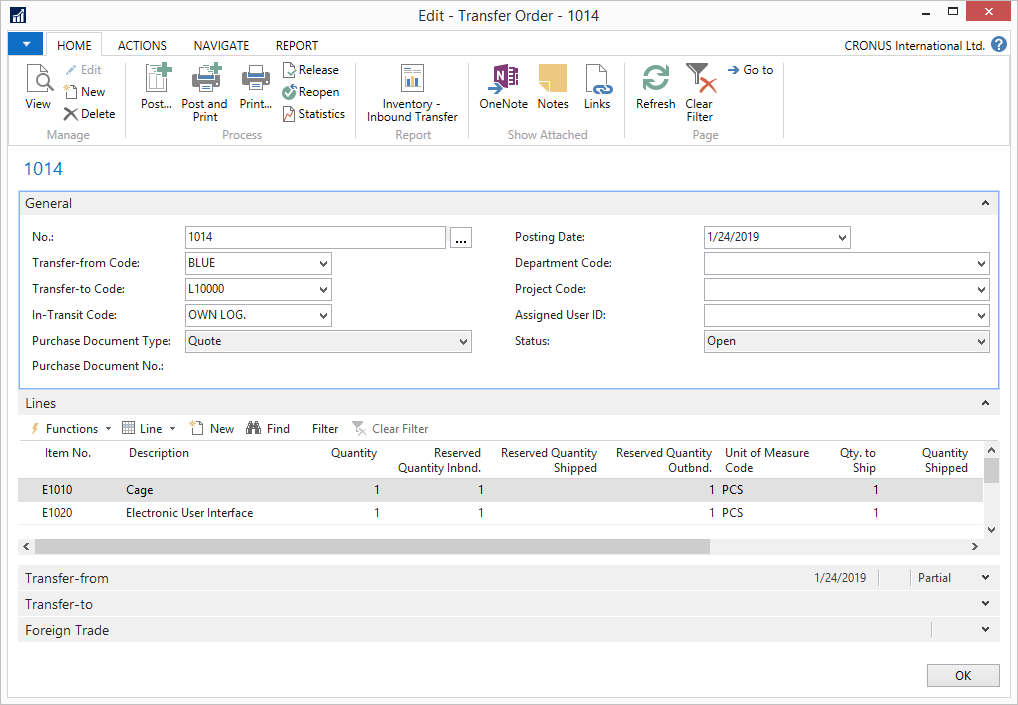 Edit - Transfer Order - 1014
HOME ACTIONS NAVIGATE REPORT CRONUS International Ltd. ?
View Edit New Delete
Manage
Post... Post and Print... Print... Release Reopen Statistics
Process
Inventory - Inbound Transfer
Report
OneNote Notes Links
Show Attached
Refresh Clear Filter Go to
Page
1014
General
No.: 1014 ... Posting Date: 1/24/2019
Transfer-from Code: BLUE Department Code:
Transfer-to Code: L10000 Project Code:
In-Transit Code: OWN LOG. Assigned User ID:
Purchase Document Type: Quote Status: Open
Purchase Document No.:
Lines
Functions Line New Find Filter Clear Filter
Item No. Description Quantity Reserved Quantity Inbnd. Reserved Quantity Shipped Reserved Quantity Outbnd. Unit of Measure Code Qty. to Ship Quantity Shipped
E1010 Cage 1 1 1 PCS 1
E1020 Electronic User Interface 1 1 1 PCS 1
Transfer-from 1/24/2019 Partial
Transfer-to
Foreign Trade
OK